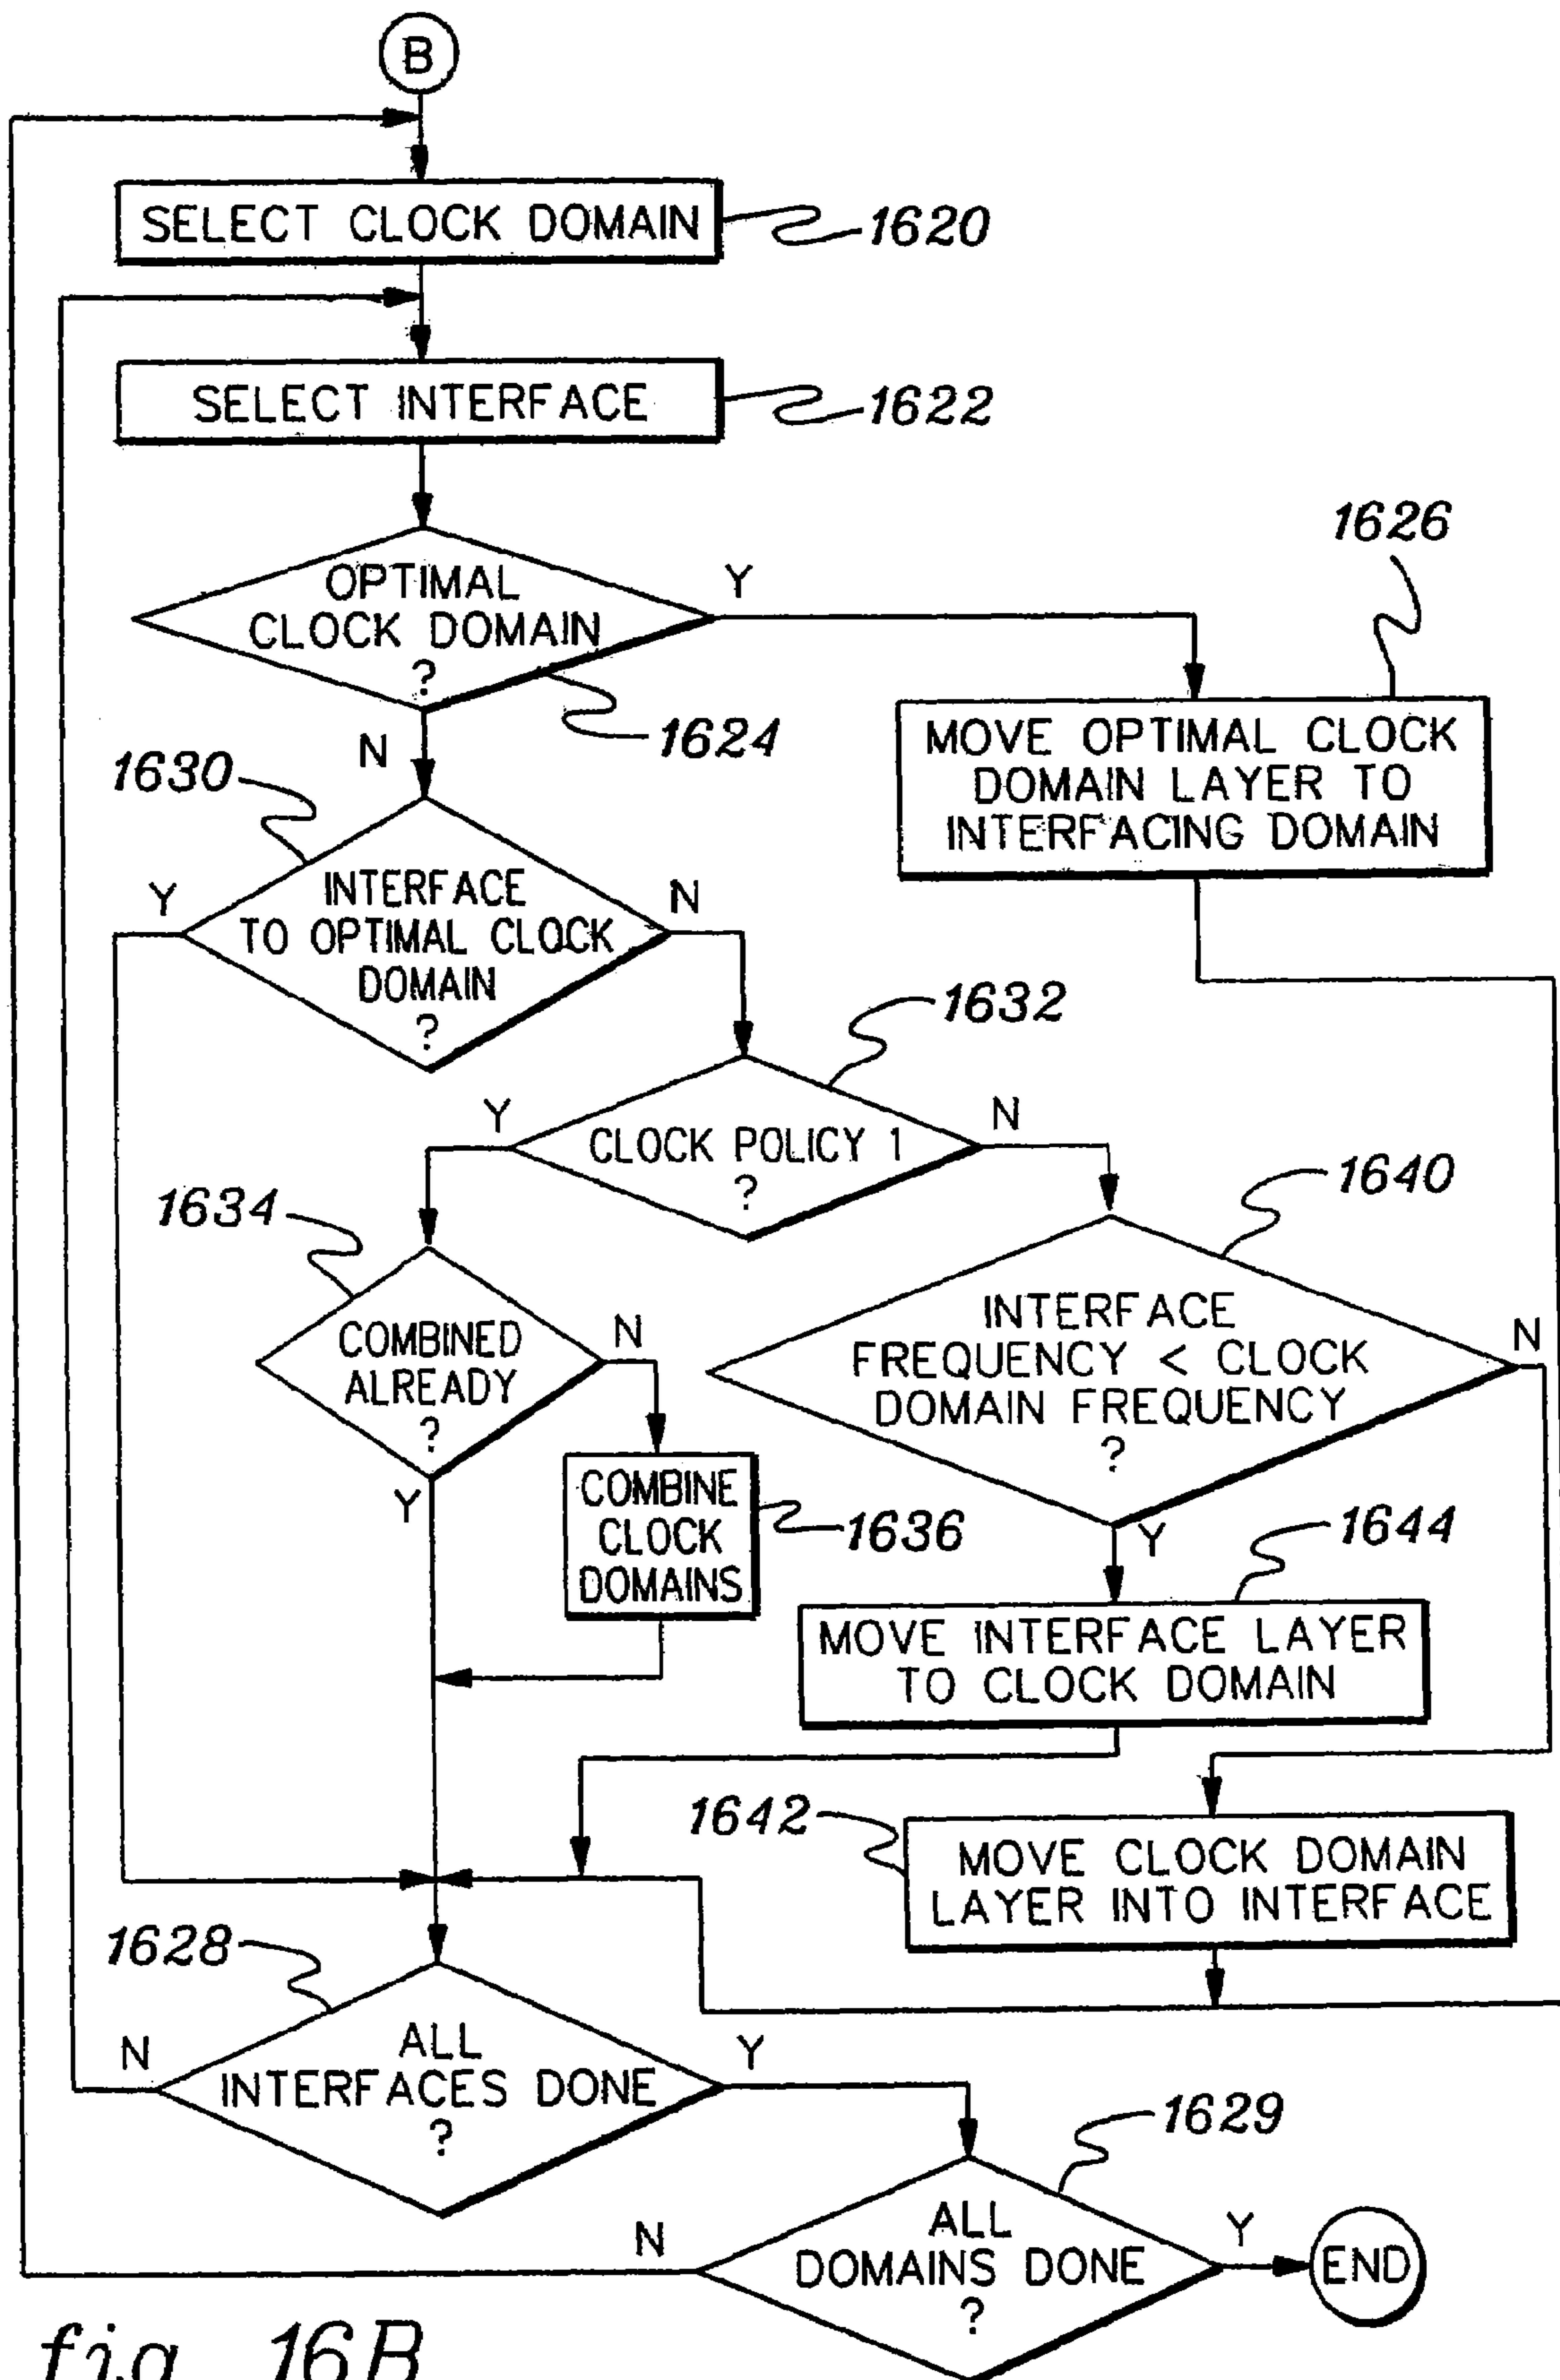 B
SELECT CLOCK DOMAIN
1620
SELECT INTERFACE
1622
OPTIMAL
CLOCK DOMAIN
?
Y
N
1624
1626
MOVE OPTIMAL CLOCK
DOMAIN LAYER TO
INTERFACING DOMAIN
1630
INTERFACE
TO OPTIMAL CLOCK
DOMAIN
?
Y
N
1632
CLOCK POLICY 1
?
Y
N
1634
COMBINED
ALREADY
?
N
Y
COMBINE
CLOCK
DOMAINS
1636
1640
INTERFACE
FREQUENCY < CLOCK
DOMAIN FREQUENCY
?
N
Y
1644
MOVE INTERFACE LAYER
TO CLOCK DOMAIN
1642
MOVE CLOCK DOMAIN
LAYER INTO INTERFACE
1628
ALL
INTERFACES DONE
?
N
Y
1629
ALL
DOMAINS DONE
?
N
Y
END
fig. 16B